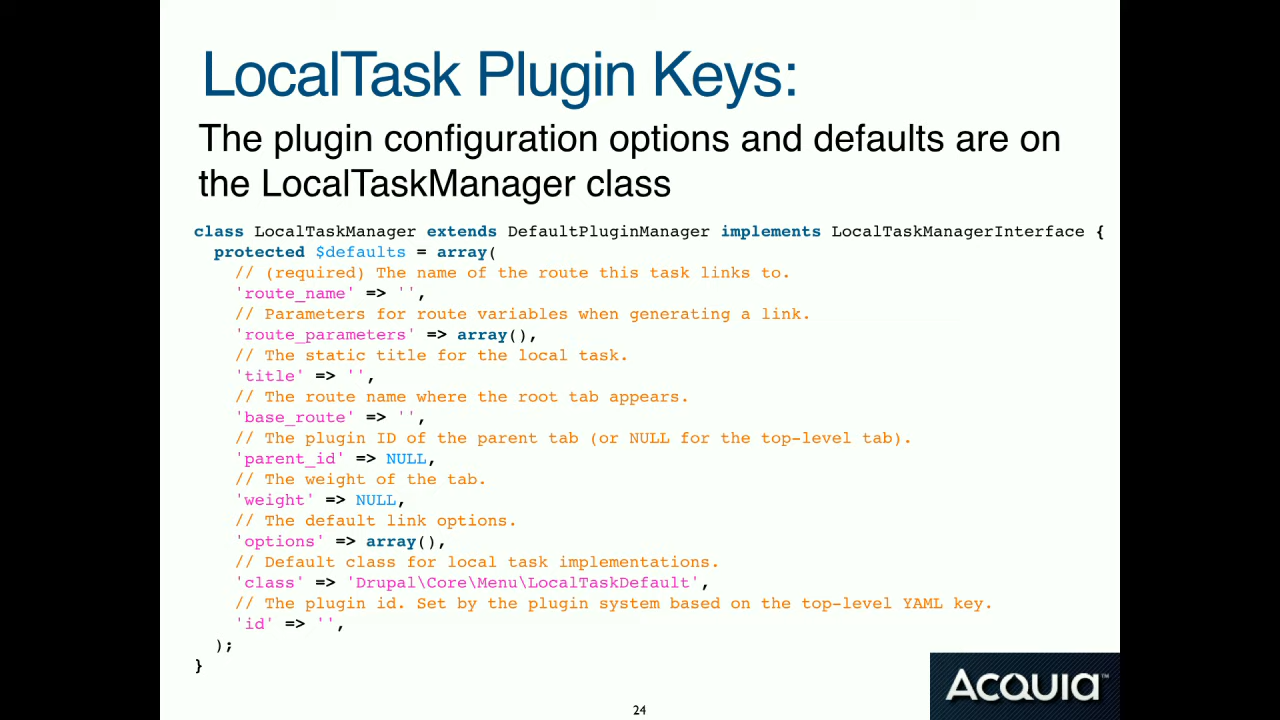 LocalTask Plugin Keys:
The plugin configuration options and defaults are on
the LocalTaskManager class
class LocalTaskManager extends DefaultPluginManager implements LocalTaskManagerInterface {
  protected $defaults = array(
    // (required) The name of the route this task links to.
    'route_name' => '',
    // Parameters for route variables when generating a link.
    'route_parameters' => array(),
    // The static title for the local task.
    'title' => '',
    // The route name where the root tab appears.
    'base_route' => '',
    // The plugin ID of the parent tab (or NULL for the top-level tab).
    'parent_id' => NULL,
    // The weight of the tab.
    'weight' => NULL,
    // The default link options.
    'options' => array(),
    // Default class for local task implementations.
    'class' => 'Drupal\Core\Menu\LocalTaskDefault',
    // The plugin id. Set by the plugin system based on the top-level YAML key.
    'id' => '',
  );
}
ACQUIA™
24